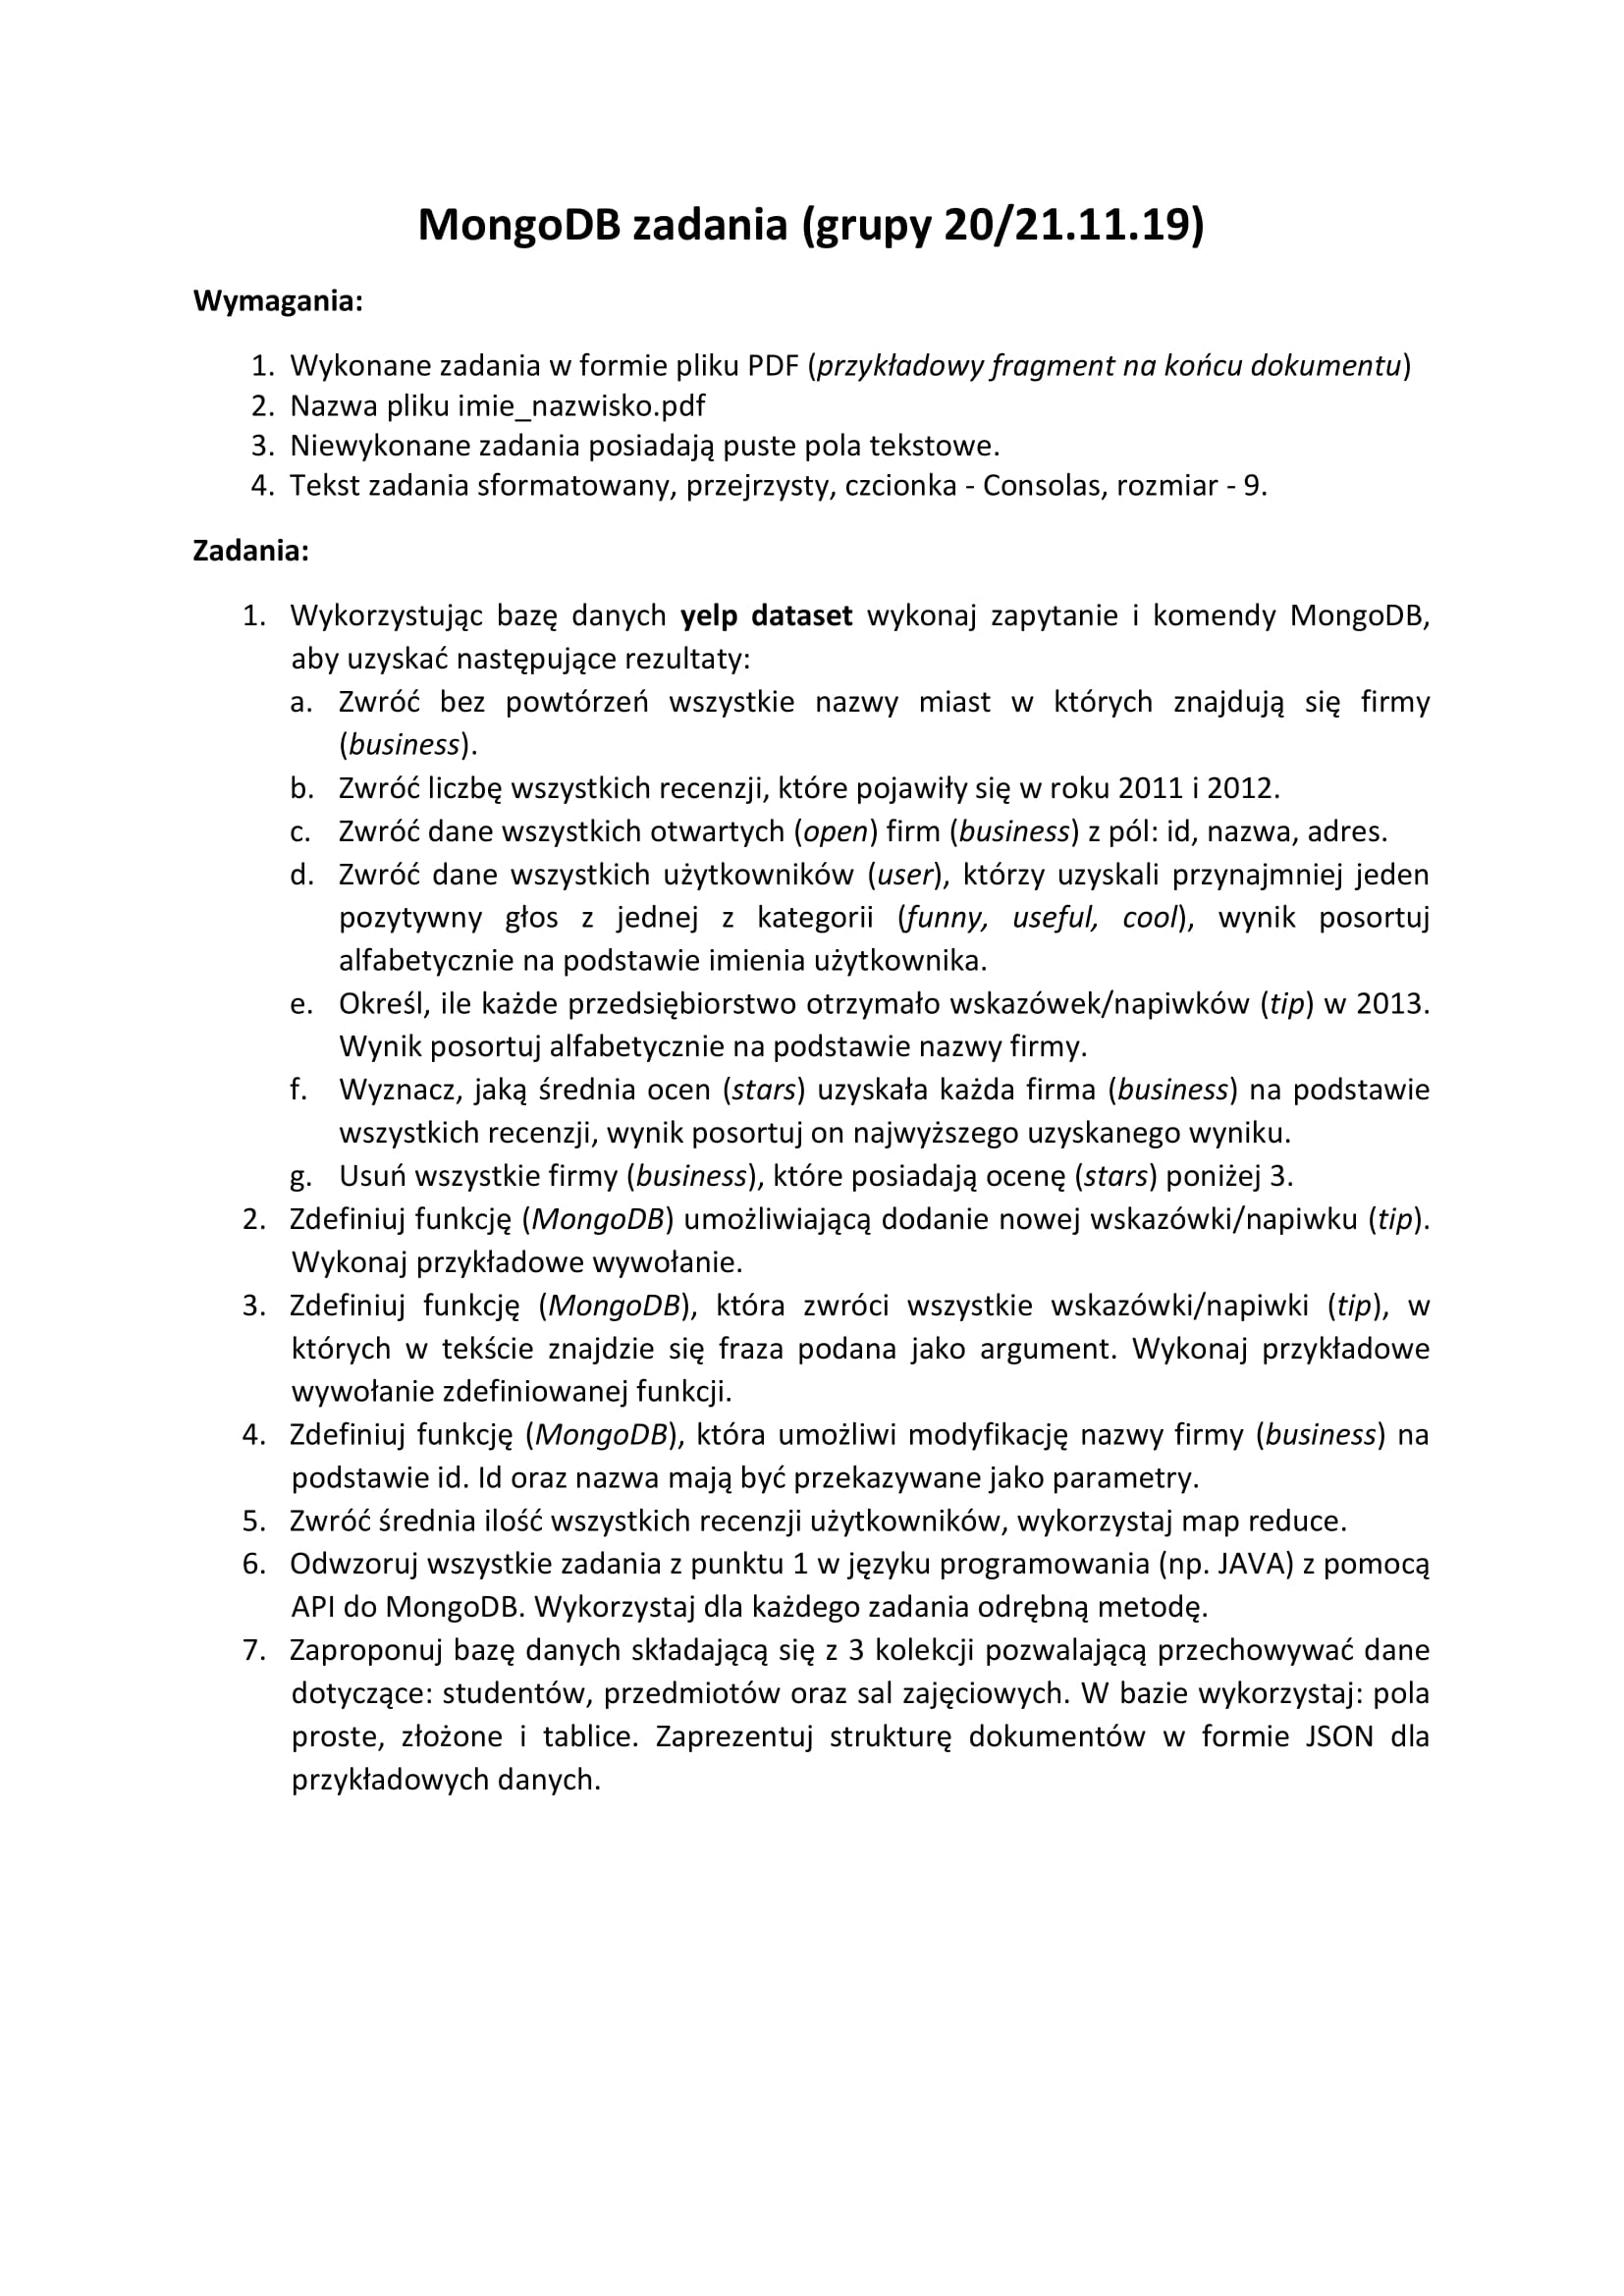 MongoDB zadania (grupy 20/21.11.19)
Wymagania:
1. Wykonane zadania w formie pliku PDF (przykładowy fragment na końcu dokumentu)
2. Nazwa pliku imie_nazwisko.pdf
3. Niewykonane zadania posiadają puste pola tekstowe.
4. Tekst zadania sformatowany, przejrzysty, czcionka - Consolas, rozmiar - 9.
Zadania:
1. Wykorzystując bazę danych yelp dataset wykonaj zapytanie i komendy MongoDB,
aby uzyskać następujące rezultaty:
a. Zwróć bez powtórzeń wszystkie nazwy miast w których znajdują się firmy
(business).
b. Zwróć liczbę wszystkich recenzji, które pojawiły się w roku 2011 i 2012.
c. Zwróć dane wszystkich otwartych (open) firm (business) z pól: id, nazwa, adres.
d. Zwróć dane wszystkich użytkowników (user), którzy uzyskali przynajmniej jeden
pozytywny głos z jednej z kategorii (funny, useful, cool), wynik posortuj
alfabetycznie na podstawie imienia użytkownika.
e. Określ, ile każde przedsiębiorstwo otrzymało wskazówek/napiwków (tip) w 2013.
Wynik posortuj alfabetycznie na podstawie nazwy firmy.
f. Wyznacz, jaką średnia ocen (stars) uzyskała każda firma (business) na podstawie
wszystkich recenzji, wynik posortuj on najwyższego uzyskanego wyniku.
g. Usuń wszystkie firmy (business), które posiadają ocenę (stars) poniżej 3.
2. Zdefiniuj funkcję (MongoDB) umożliwiającą dodanie nowej wskazówki/napiwku (tip).
Wykonaj przykładowe wywołanie.
3. Zdefiniuj funkcję (MongoDB), która zwróci wszystkie wskazówki/napiwki (tip), w
których w tekście znajdzie się fraza podana jako argument. Wykonaj przykładowe
wywołanie zdefiniowanej funkcji.
4. Zdefiniuj funkcję (MongoDB), która umożliwi modyfikację nazwy firmy (business) na
podstawie id. Id oraz nazwa mają być przekazywane jako parametry.
5. Zwróć średnia ilość wszystkich recenzji użytkowników, wykorzystaj map reduce.
6. Odwzoruj wszystkie zadania z punktu 1 w języku programowania (np. JAVA) z pomocą
API do MongoDB. Wykorzystaj dla każdego zadania odrębną metodę.
7. Zaproponuj bazę danych składającą się z 3 kolekcji pozwalającą przechowywać dane
dotyczące: studentów, przedmiotów oraz sal zajęciowych. W bazie wykorzystaj: pola
proste, złożone i tablice. Zaprezentuj strukturę dokumentów w formie JSON dla
przykładowych danych.